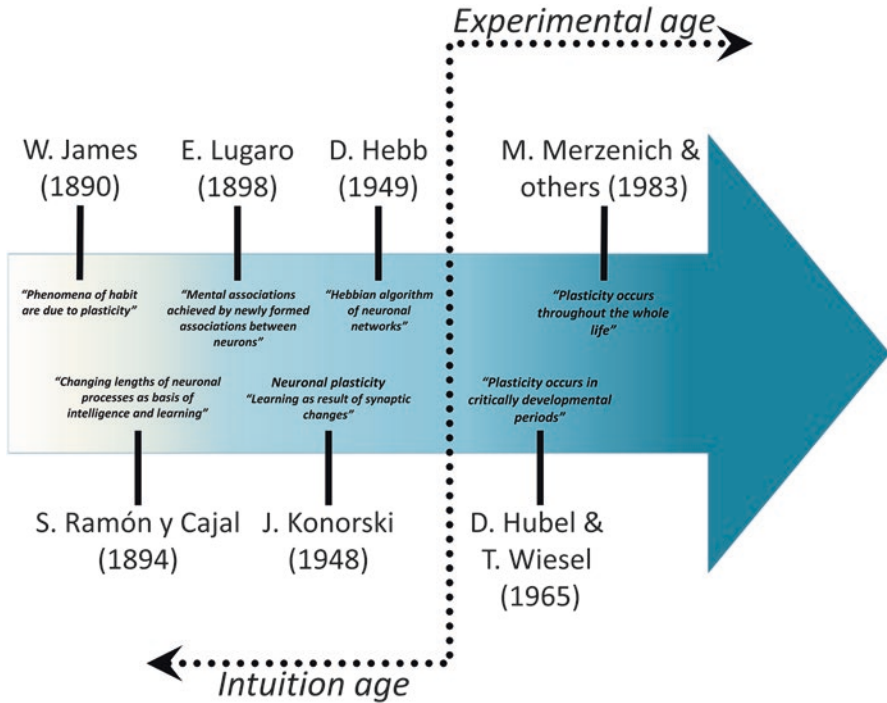 Experimental age
W. James
(1890)
E. Lugaro
(1898)
D. Hebb
(1949)
M. Merzenich &
others (1983)
“Phenomena of habit
are due to plasticity”
“Mental associations
achieved by newly formed
associations between
neurons”
“Hebbian algorithm
of neuronal
networks”
“Plasticity occurs
throughout the whole
life”
“Changing lengths of neuronal
processes as basis of
intelligence and learning”
Neuronal plasticity
“Learning as result of synaptic
changes”
“Plasticity occurs in
critically developmental
periods”
S. Ramón y Cajal
(1894)
J. Konorski
(1948)
D. Hubel &
T. Wiesel
(1965)
Intuition age